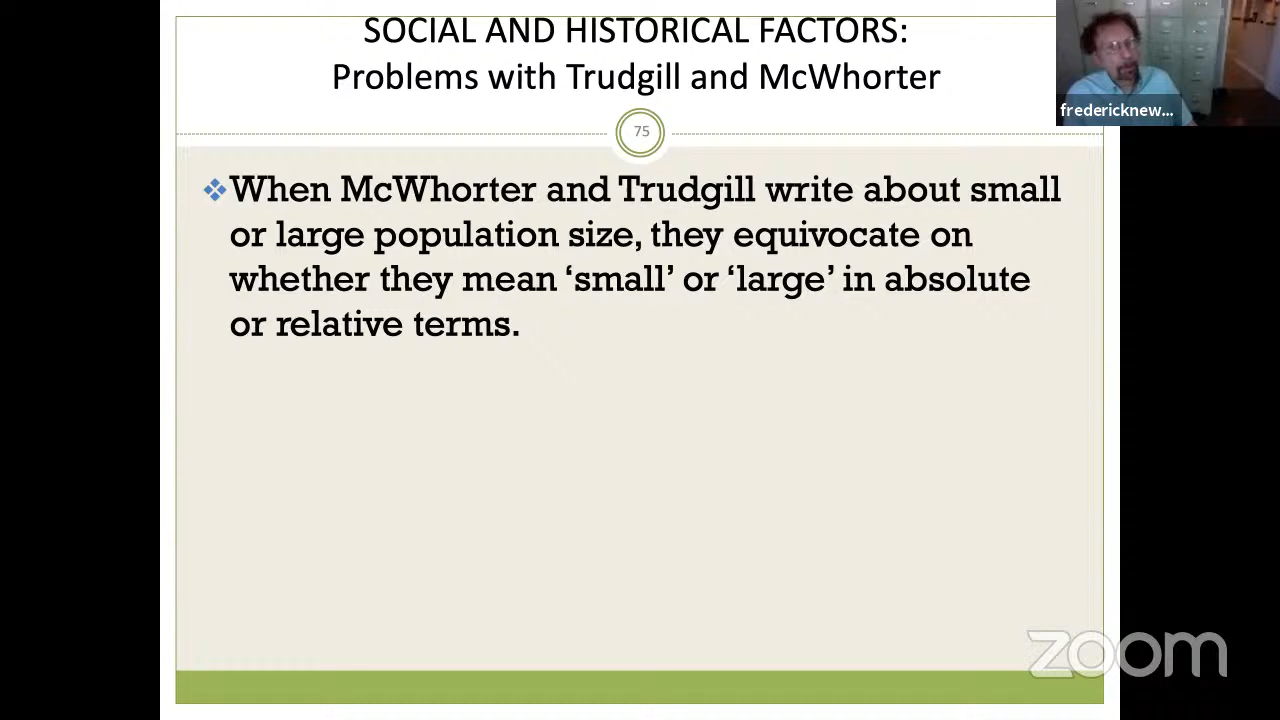 SOCIAL AND HISTORICAL FACTORS:
Problems with Trudgill and McWhorter
fredericknew...
75
When McWhorter and Trudgill write about small
or large population size, they equivocate on
whether they mean ‘small’ or ‘large’ in absolute
or relative terms.
zoom